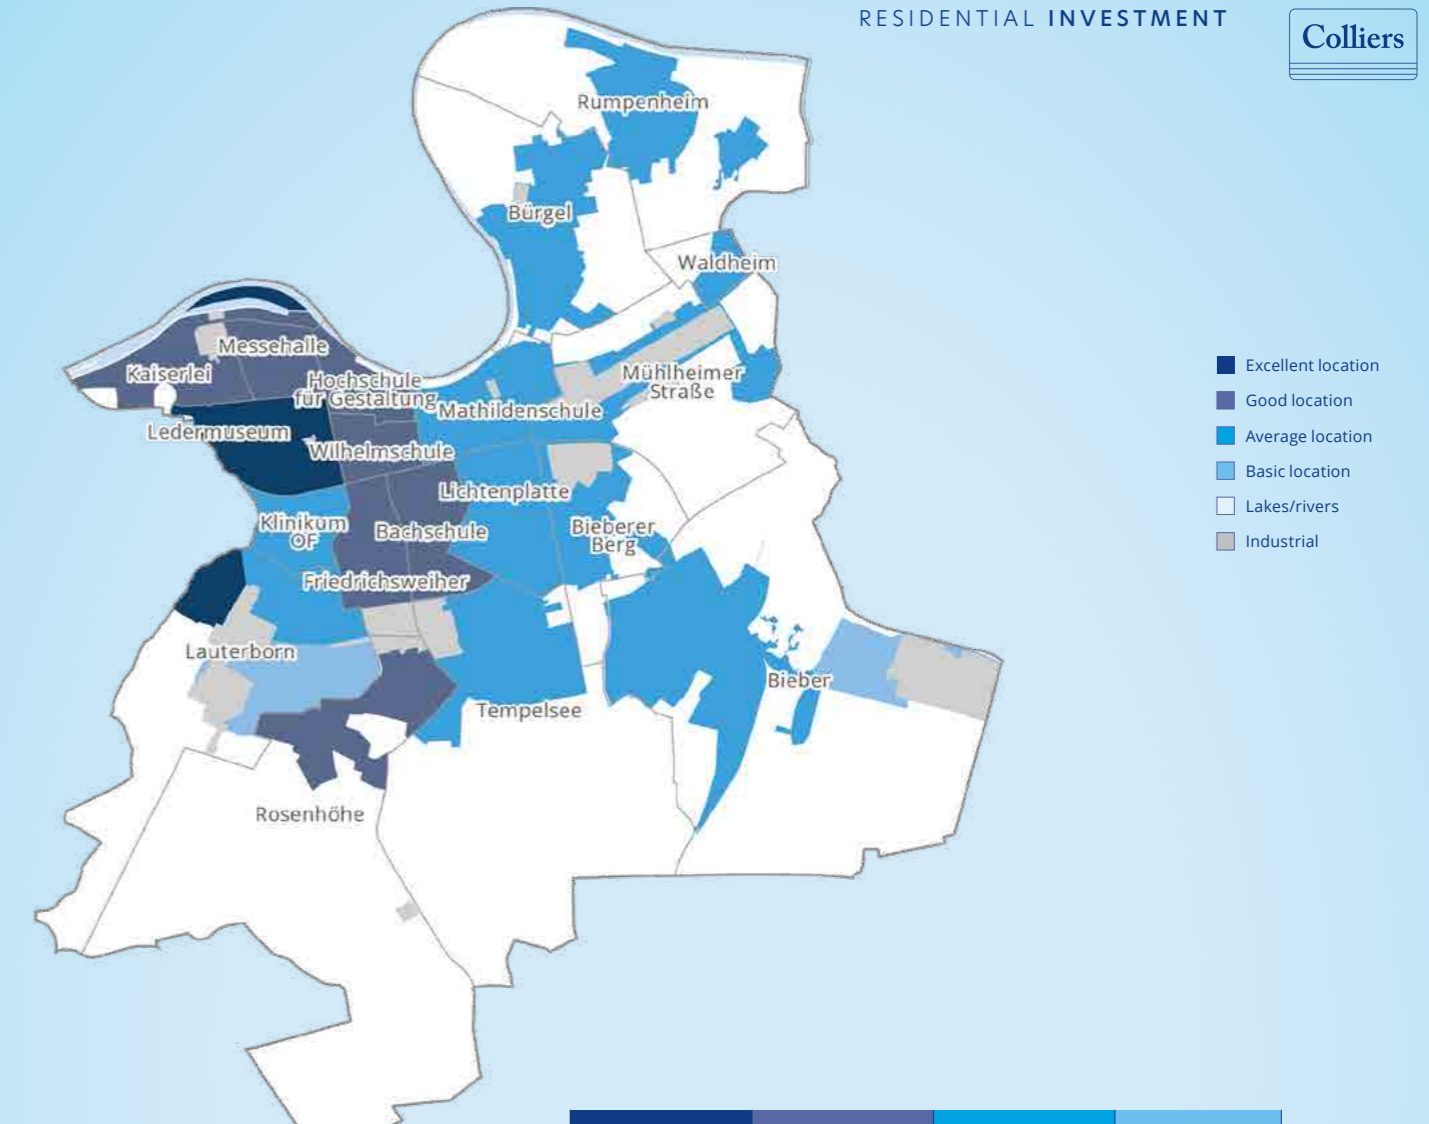 RESIDENTIAL INVESTMENT
Colliers
Rumpenheim
Bürgel
Waldheim
Messehalle
Kaiserlei
Hochschule
für Gestaltung
Mühlheimer
Straße
Mathildenschule
Ledermuseum
Wilhelmschule
Lichtenplatte
Klinikum
OF
Bachschule
Bieberer
Berg
Friedrichsweiher
Lauterborn
Bieber
Tempelsee
Rosenhöhe
Excellent location
Good location
Average location
Basic location
Lakes/rivers
Industrial